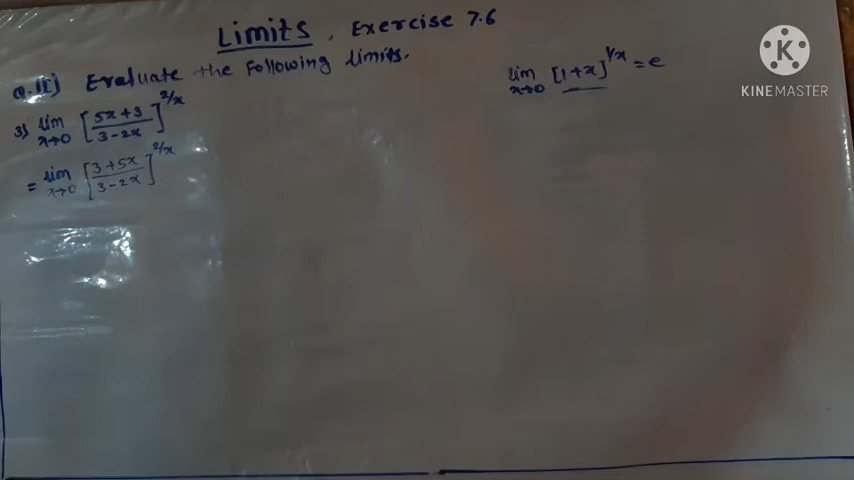 Limits, Exercise 7.6
Q.1[] Evaluate the following limits.
lim x→0 [1+x]^1/x = e
3) lim x→0 [5x+3 / 3-2x]^2/x
= lim x→0 [3+5x / 3-2x]^2/x
KINEMASTER